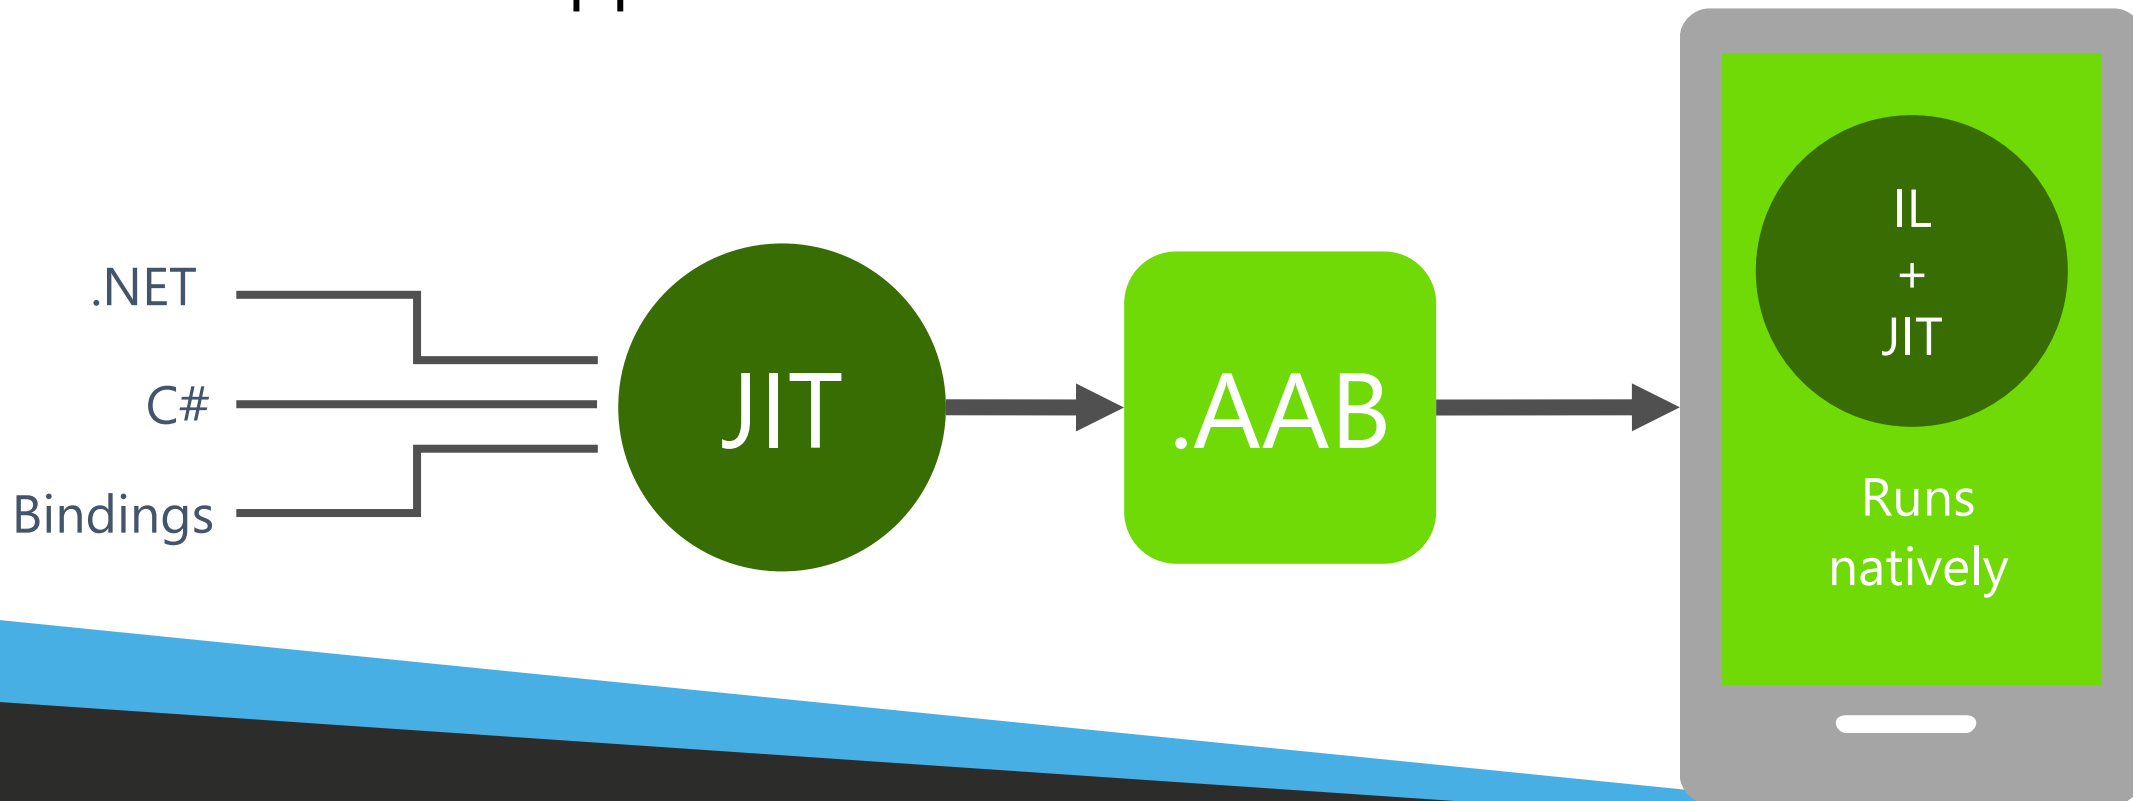 .NET
C#
Bindings
JIT
.AAB
IL
+
JIT
Runs
natively